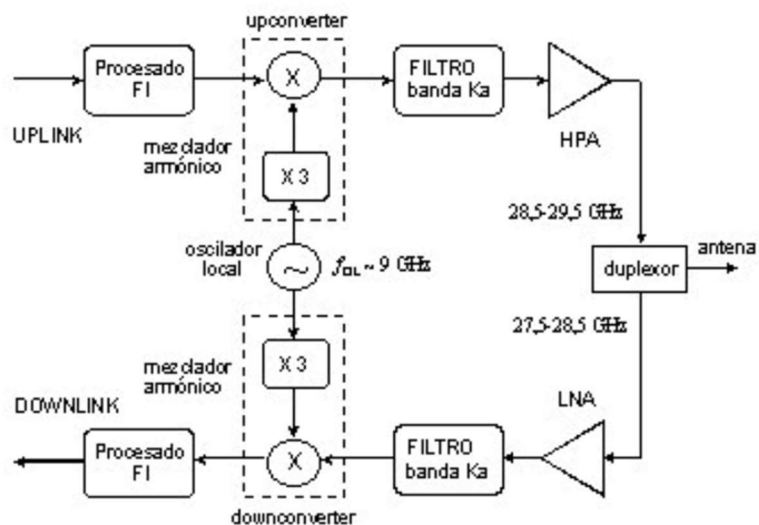 upconverter
Procesado
FI
X
FILTRO
banda Ka
UPLINK
HPA
mezclador
armónico
X 3
28,5-29,5 GHz
oscilador
local
~
fOL ~ 9 GHz
duplexor
antena
27,5-28,5 GHz
mezclador
armónico
X 3
DOWNLINK
LNA
Procesado
FI
X
FILTRO
banda Ka
downconverter